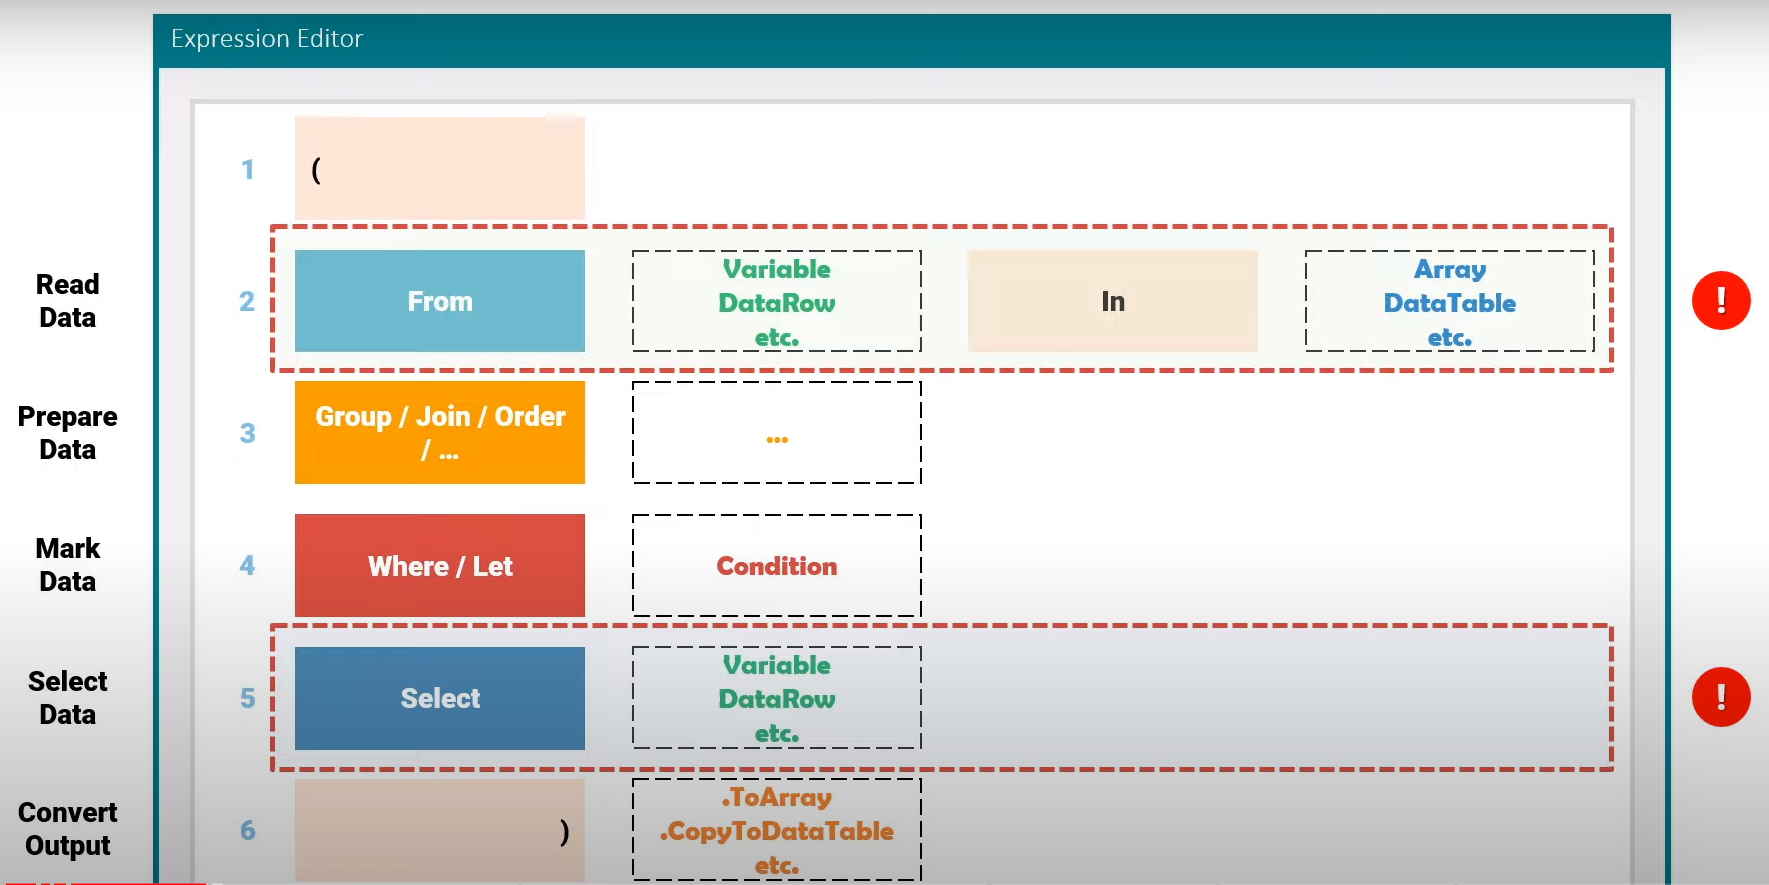 Expression Editor
1
(
Read
Data
2
From
Variable
DataRow
etc.
In
Array
DataTable
etc.
!
Prepare
Data
3
Group / Join / Order
/ ...
...
Mark
Data
4
Where / Let
Condition
Select
Data
5
Select
Variable
DataRow
etc.
!
Convert
Output
6
)
.ToArray
.CopyToDataTable
etc.